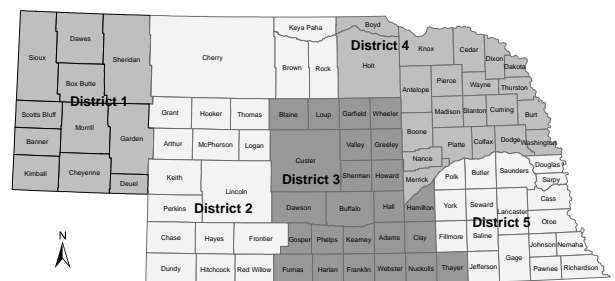 Keya Paha
Boyd
Knox
Cedar
Dixon
Dakota
Sioux
Dawes
Sheridan
Cherry
Brown
Rock
District 4
Holt
Antelope
Pierce
Wayne
Thurston
Box Butte
District 1
Scotts Bluff
Morrill
Garden
Banner
Kimball
Cheyenne
Deuel
Grant
Hooker
Thomas
Blaine
Loup
Garfield
Wheeler
Madison
Stanton
Cuming
Burt
Arthur
McPherson
Logan
Custer
Valley
Greeley
Boone
Platte
Colfax
Dodge
Washington
Nance
Merrick
Keith
Lincoln
District 3
Sherman
Howard
Polk
Butler
Saunders
Douglas
Sarpy
Perkins
District 2
Dawson
Buffalo
Hall
Hamilton
York
Seward
Lancaster
Cass
Otoe
District 5
Chase
Hayes
Frontier
Gosper
Phelps
Kearney
Adams
Clay
Fillmore
Saline
Gage
Johnson
Nemaha
Dundy
Hitchcock
Red Willow
Furnas
Harlan
Franklin
Webster
Nuckolls
Thayer
Jefferson
Pawnee
Richardson
N